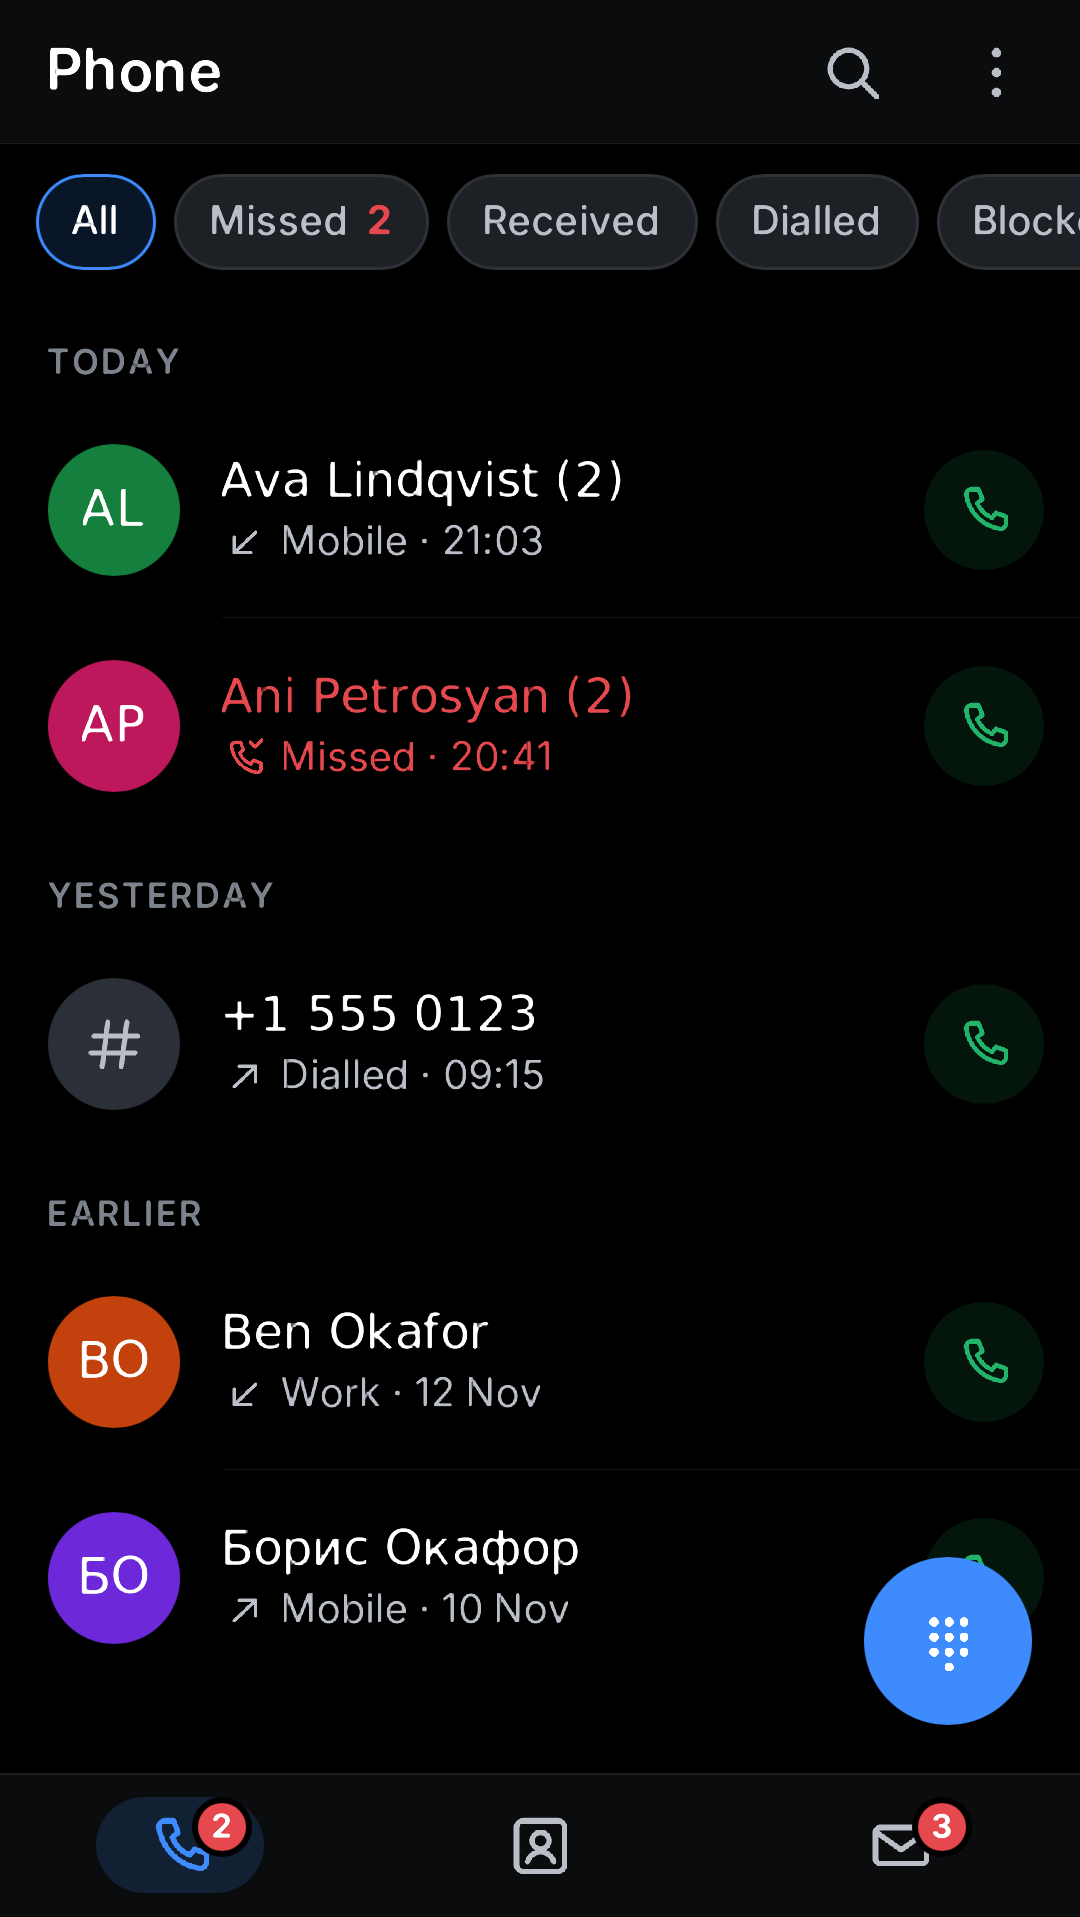 Phone
All
Missed 2
Received
Dialled
Block
TODAY
AL
Ava Lindqvist (2)
Mobile · 21:03
AP
Ani Petrosyan (2)
Missed · 20:41
YESTERDAY
#
+1 555 0123
Dialled · 09:15
EARLIER
BO
Ben Okafor
Work · 12 Nov
БО
Борис Окафор
Mobile · 10 Nov
2
3